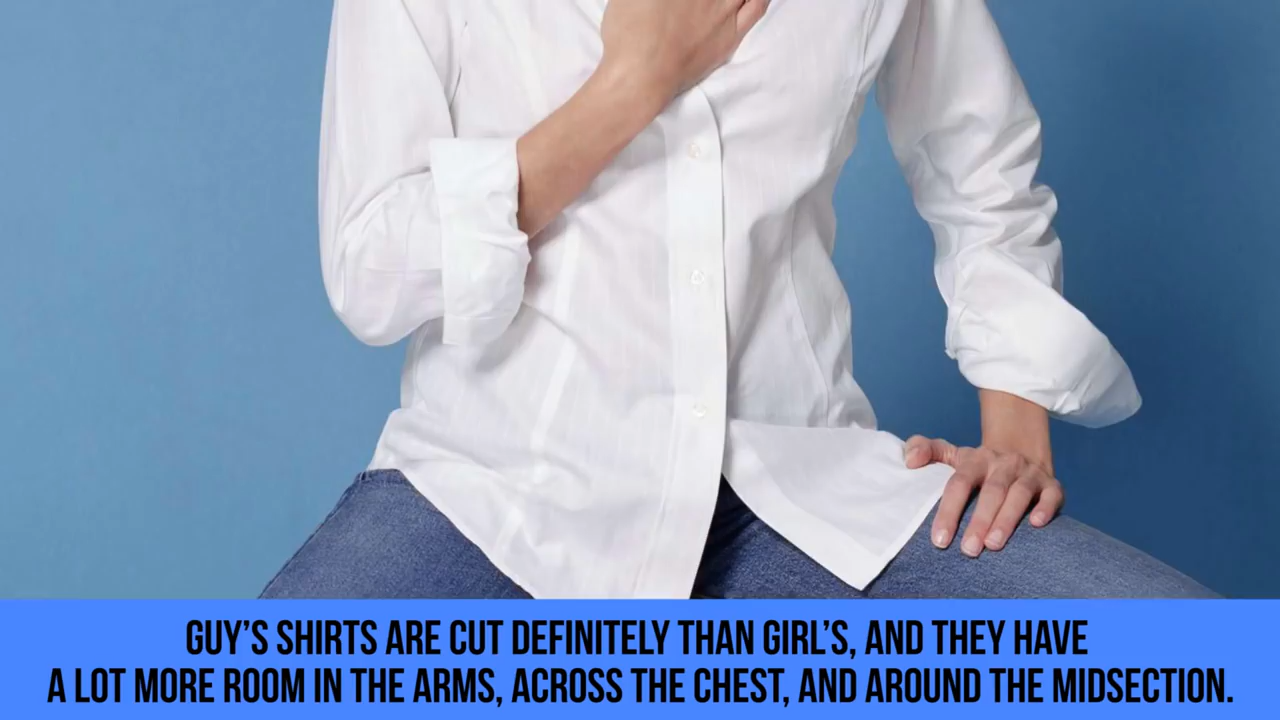 GUY'S SHIRTS ARE CUT DEFINITELY THAN GIRL'S, AND THEY HAVE
A LOT MORE ROOM IN THE ARMS, ACROSS THE CHEST, AND AROUND THE MIDSECTION.